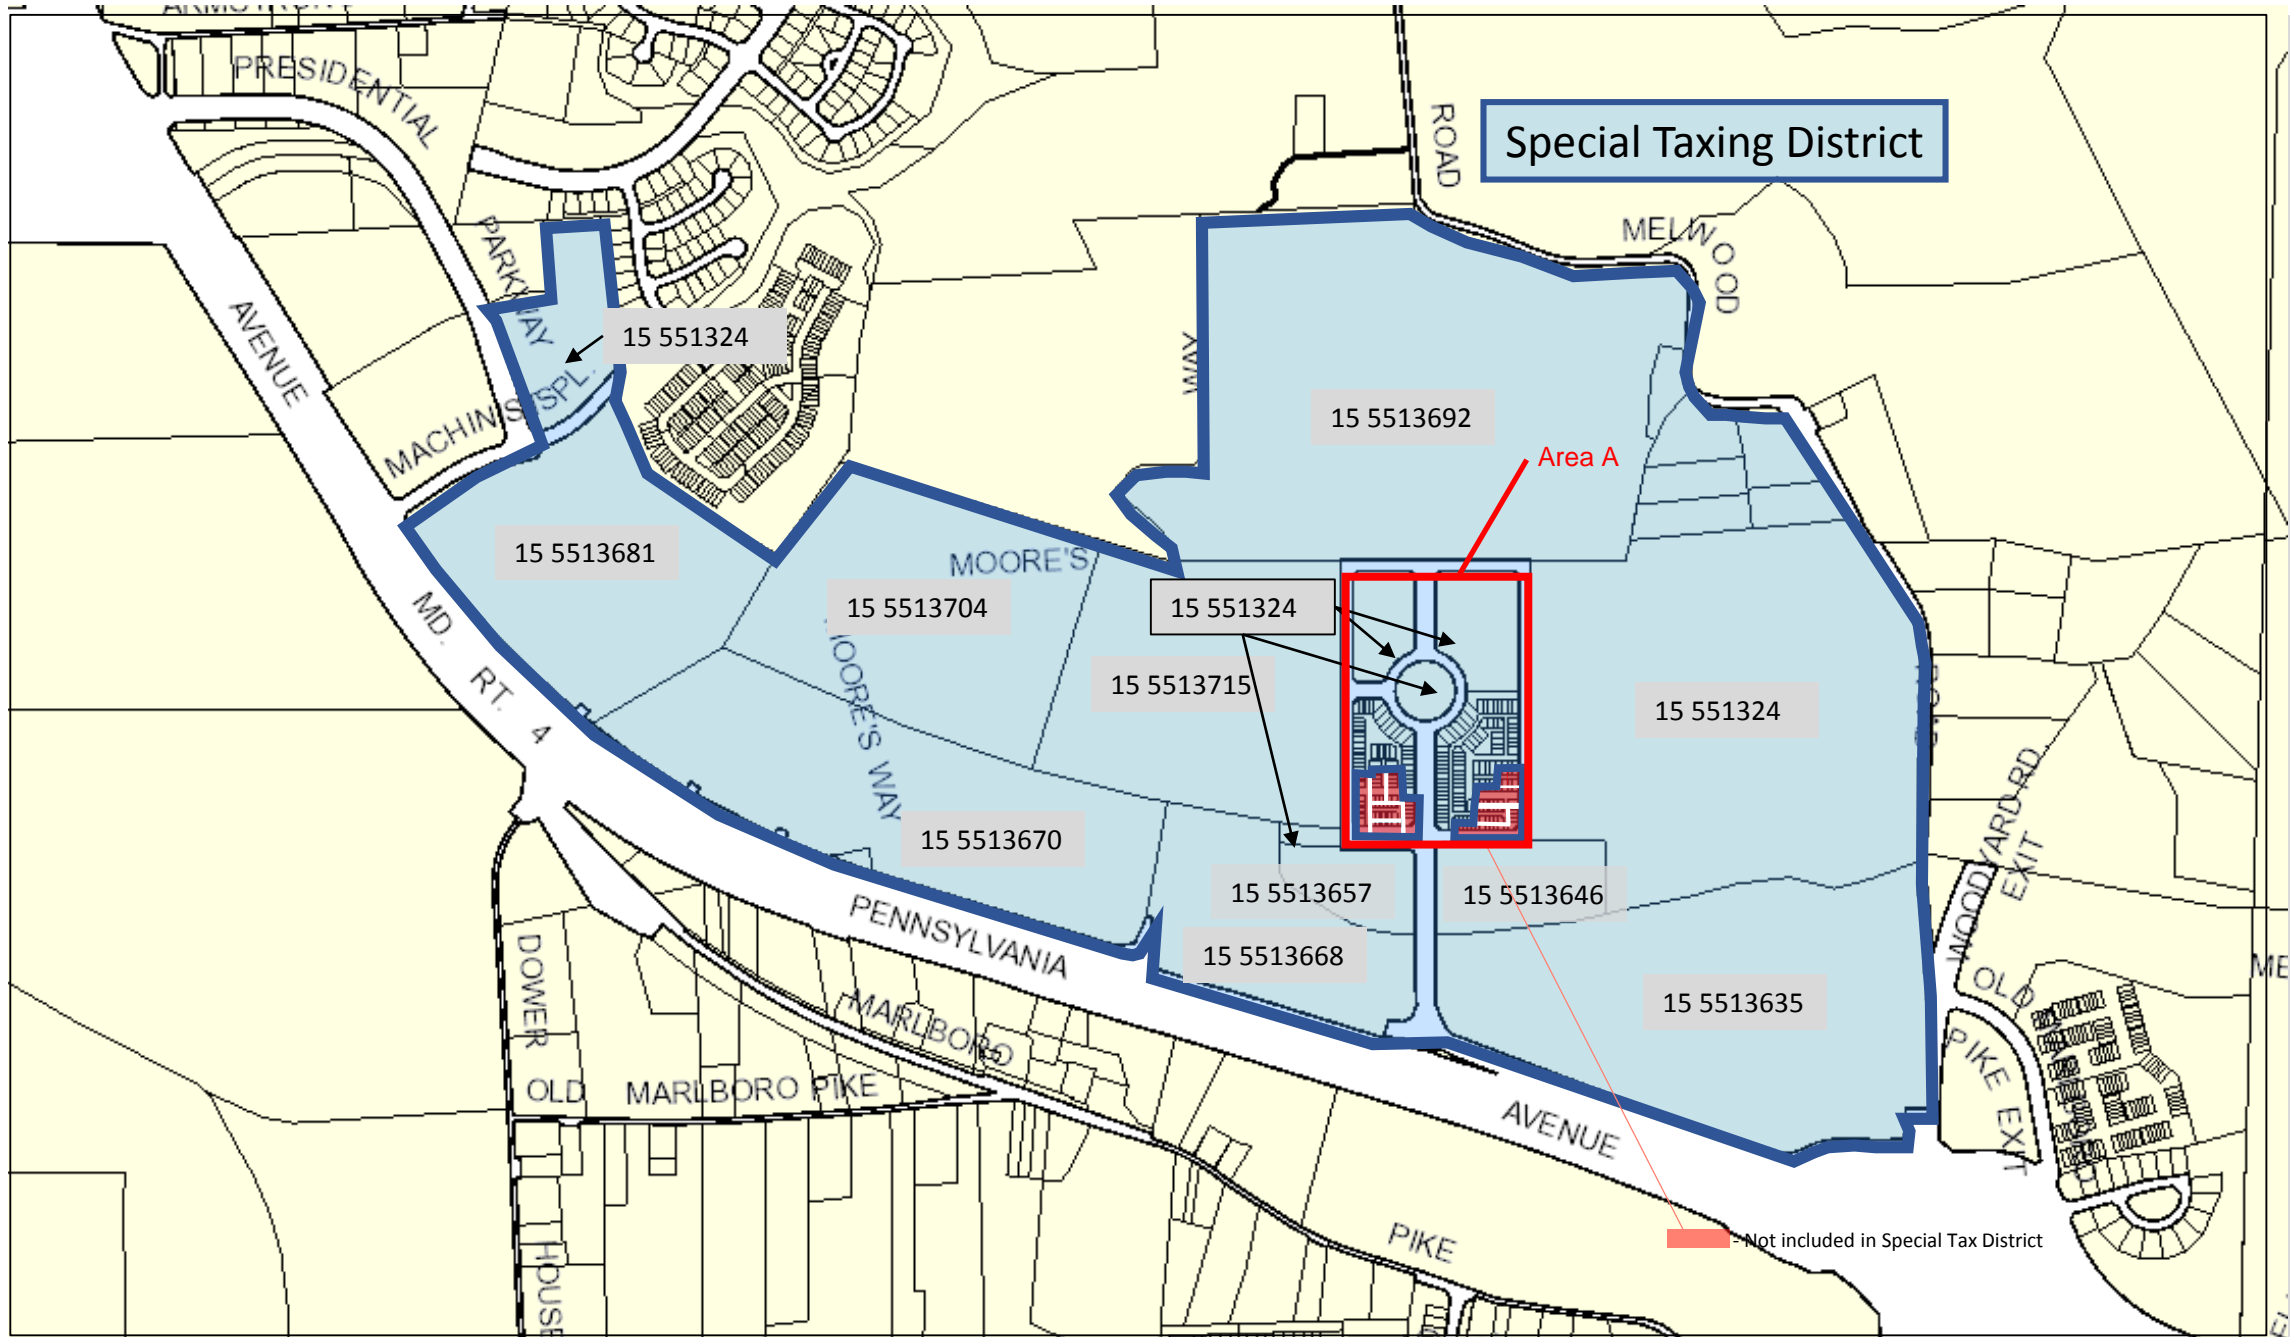 PRESIDENTIAL
ROAD
Special Taxing District
MELWOOD
PARKWAY
AVENUE
15 551324
WAY
MACHINIST PL.
15 5513692
Area A
15 5513681
MOORE'S
15 5513704
15 551324
MD. RT. 4
15 5513715
15 551324
MOORE'S WAY
15 5513670
WOODYARD RD
EXIT
15 5513657
15 5513646
PENNSYLVANIA
DOWER
15 5513668
15 5513635
OLD
MARLBORO
PIKE EXIT
OLD MARLBORO PIKE
AVENUE
PIKE
- Not included in Special Tax District
HOUSE